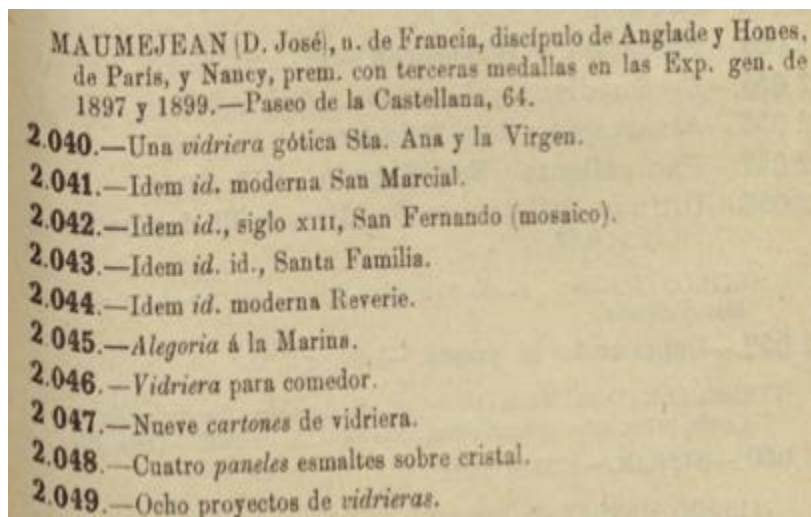 MAUMEJEAN (D. José), n. de Francia, discípulo de Anglade y Hones,
de París, y Nancy, prem. con terceras medallas en las Exp. gen. de
1897 y 1899.—Paseo de la Castellana, 64.
2.040.—Una vidriera gótica Sta. Ana y la Virgen.
2.041.—Idem id. moderna San Marcial.
2.042.—Idem id., siglo XIII, San Fernando (mosaico).
2.043.—Idem id. id., Santa Familia.
2.044.—Idem id. moderna Reverie.
2.045.—Alegoria á la Marina.
2.046.—Vidriera para comedor.
2 047.—Nueve cartones de vidriera.
2.048.—Cuatro paneles esmaltes sobre cristal.
2.049.—Ocho proyectos de vidrieras.